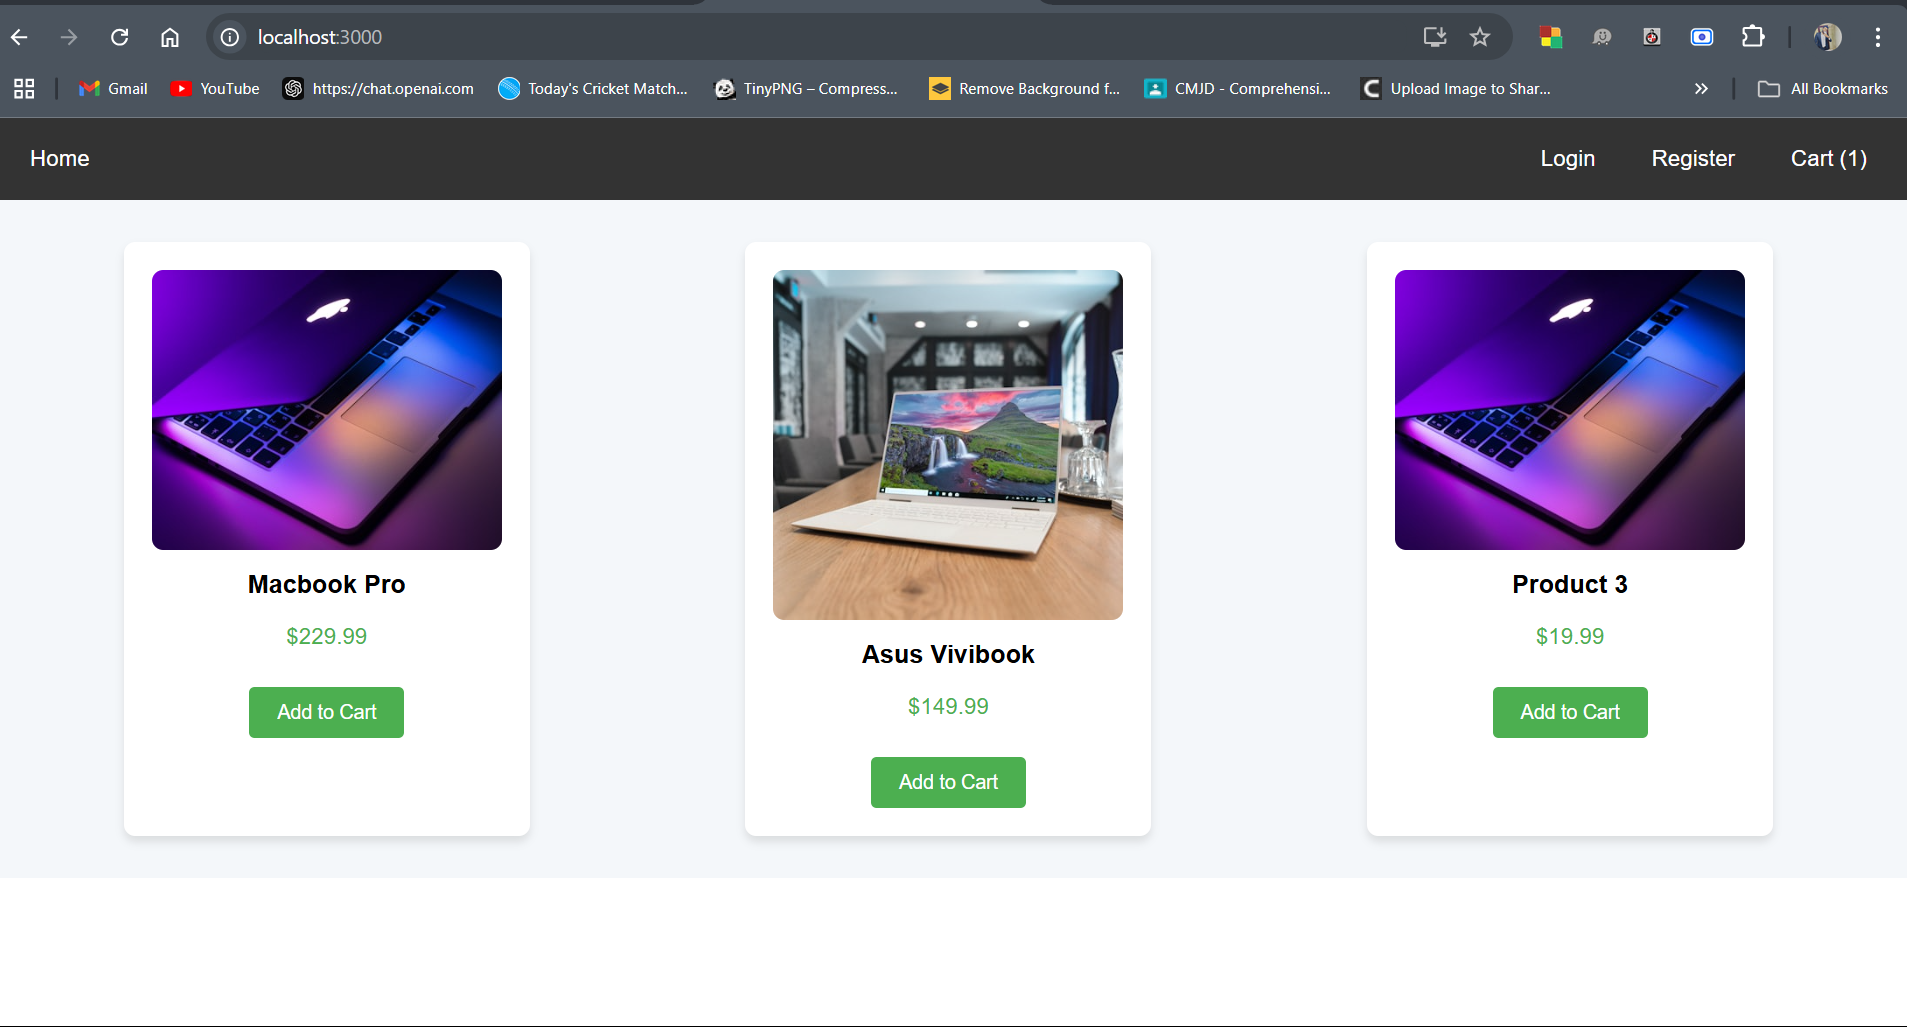 localhost:3000
Gmail
YouTube
https://chat.openai.com
Today's Cricket Match...
TinyPNG – Compress...
Remove Background f...
CMJD - Comprehensi...
Upload Image to Shar...
All Bookmarks
Home
Login
Register
Cart (1)
Macbook Pro
$229.99
Add to Cart
Asus Vivibook
$149.99
Add to Cart
Product 3
$19.99
Add to Cart